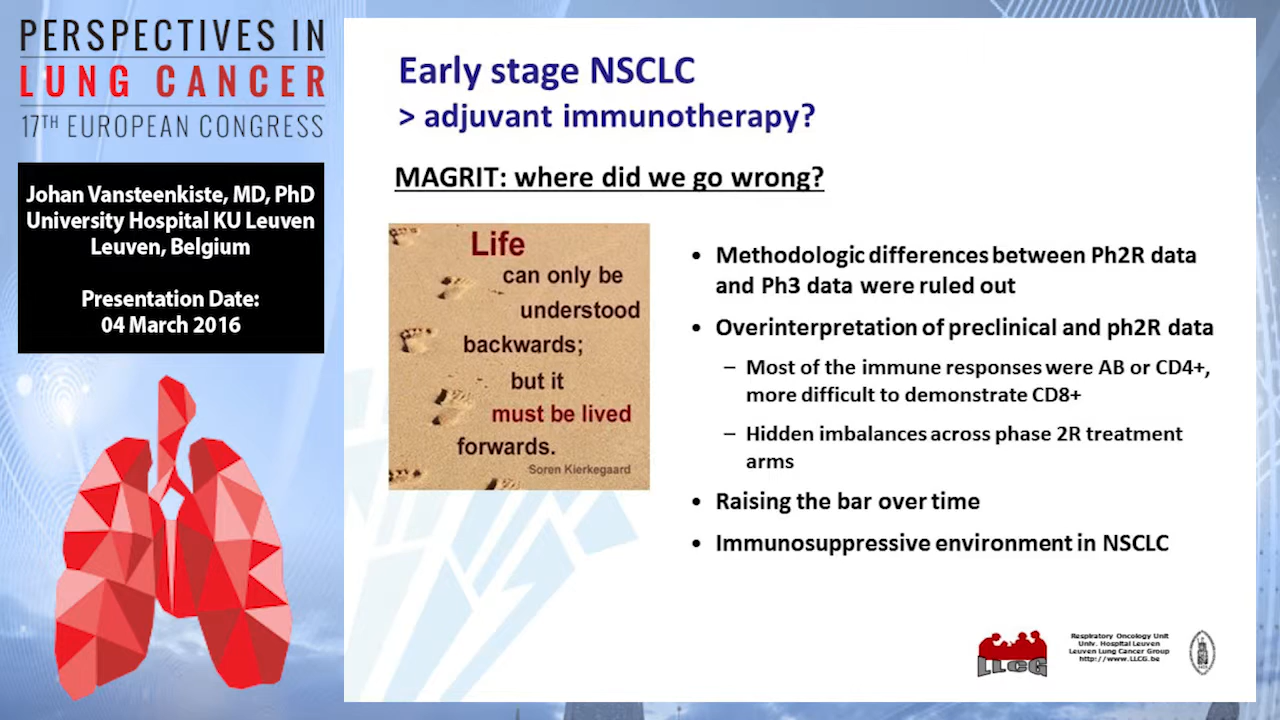 PERSPECTIVES IN
LUNG CANCER
17TH EUROPEAN CONGRESS
Johan Vansteenkiste, MD, PhD
University Hospital KU Leuven
Leuven, Belgium
Presentation Date:
04 March 2016
Early stage NSCLC
> adjuvant immunotherapy?
MAGRIT: where did we go wrong?
Life
can only be
understood
backwards;
but it
must be lived
forwards.
Soren Kierkegaard
• Methodologic differences between Ph2R data
and Ph3 data were ruled out
• Overinterpretation of preclinical and ph2R data
– Most of the immune responses were AB or CD4+,
more difficult to demonstrate CD8+
– Hidden imbalances across phase 2R treatment
arms
• Raising the bar over time
• Immunosuppressive environment in NSCLC
LLCG
Respiratory Oncology Unit
Univ. Hospital Leuven
Leuven Lung Cancer Group
http://www.LLCG.be